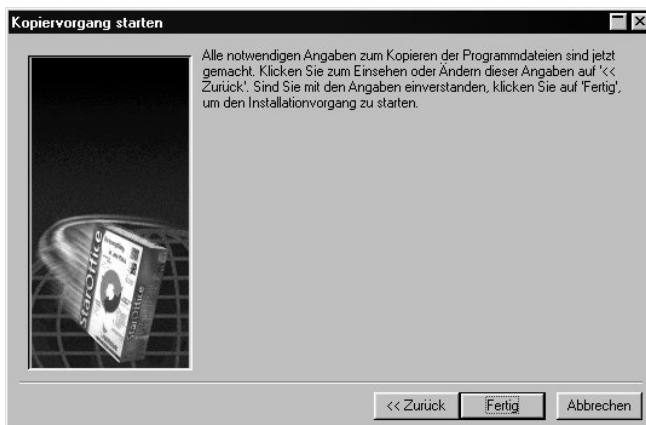 Kopiervorgang starten
Alle notwendigen Angaben zum Kopieren der Programmdateien sind jetzt
gemacht. Klicken Sie zum Einsehen oder Ändern dieser Angaben auf '<<
Zurück'. Sind Sie mit den Angaben einverstanden, klicken Sie auf 'Fertig',
um den Installationvorgang zu starten.
StarOffice
StarOffice
<< Zurück
Fertig
Abbrechen